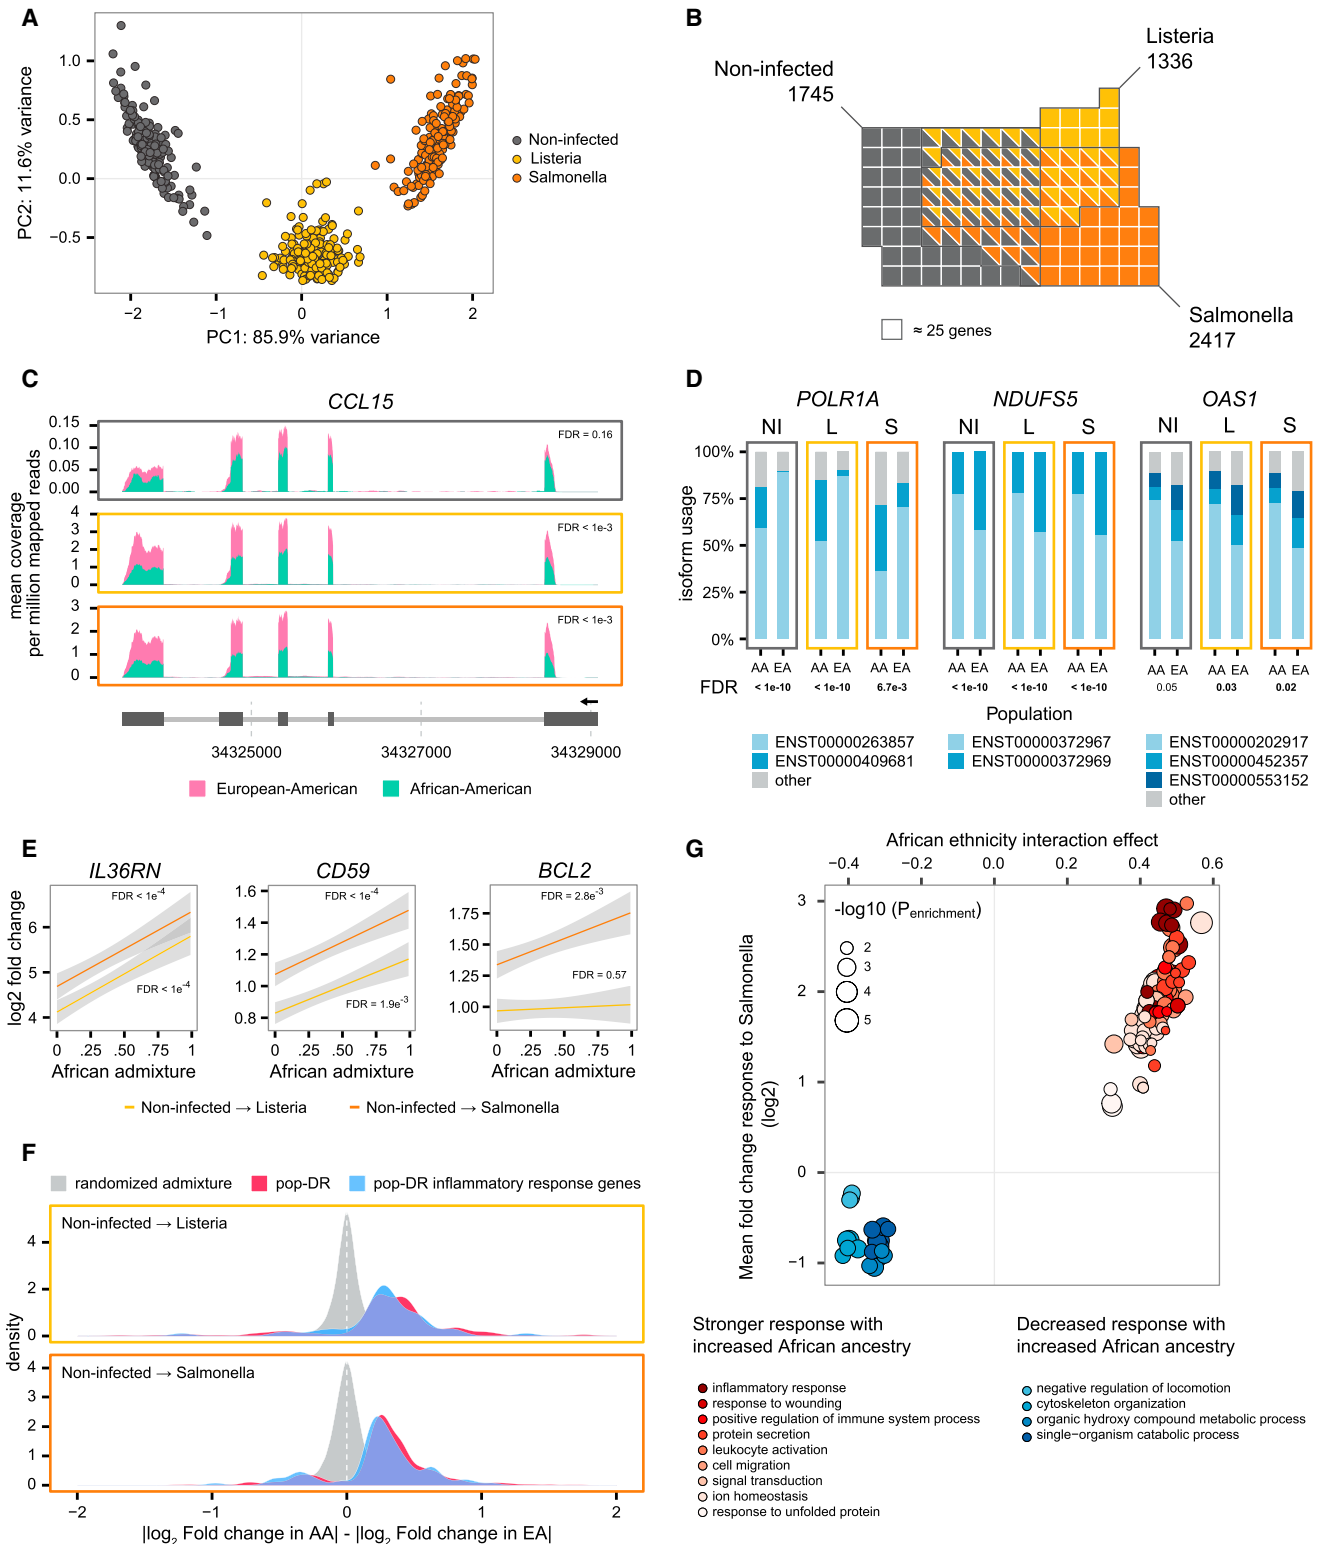 A
PC2: 11.6% variance
1.0
0.5
0.0
−0.5
−2
−1
0
1
2
PC1: 85.9% variance
Non-infected
Listeria
Salmonella
B
Non-infected
1745
Listeria
1336
Salmonella
2417
≈ 25 genes
C
CCL15
mean coverage
per million mapped reads
0.15
0.10
0.05
0.00
FDR = 0.16
4
3
2
1
0
FDR < 1e-3
3
2
1
0
FDR < 1e-3
34325000
34327000
34329000
European-American
African-American
D
POLR1A
NDUFS5
OAS1
NI
L
S
NI
L
S
NI
L
S
isoform usage
100%
75%
50%
25%
0%
AA EA
AA EA
AA EA
AA EA
AA EA
AA EA
AA EA
AA EA
AA EA
FDR
< 1e-10
< 1e-10
6.7e-3
< 1e-10
< 1e-10
< 1e-10
0.05
0.03
0.02
Population
ENST00000263857
ENST00000409681
other
ENST00000372967
ENST00000372969
ENST00000202917
ENST00000452357
ENST00000553152
other
E
IL36RN
CD59
BCL2
log2 fold change
6
5
4
FDR < 1e-4
FDR < 1e-4
0 .25 .50 .75 1
African admixture
1.6
1.4
1.2
1.0
0.8
FDR < 1e-4
FDR = 1.9e-3
0 .25 .50 .75 1
African admixture
1.75
1.50
1.25
1.00
FDR = 2.8e-3
FDR = 0.57
0 .25 .50 .75 1
African admixture
Non-infected → Listeria
Non-infected → Salmonella
F
randomized admixture
pop-DR
pop-DR inflammatory response genes
Non-infected → Listeria
density
4
2
0
Non-infected → Salmonella
4
3
2
1
0
−2
−1
0
1
2
|log2 Fold change in AA| - |log2 Fold change in EA|
G
African ethnicity interaction effect
−0.4
−0.2
0.0
0.2
0.4
0.6
Mean fold change response to Salmonella
(log2)
3
2
1
0
−1
-log10 (Penrichment)
2
3
4
5
Stronger response with
increased African ancestry
inflammatory response
response to wounding
positive regulation of immune system process
protein secretion
leukocyte activation
cell migration
signal transduction
ion homeostasis
response to unfolded protein
Decreased response with
increased African ancestry
negative regulation of locomotion
cytoskeleton organization
organic hydroxy compound metabolic process
single−organism catabolic process